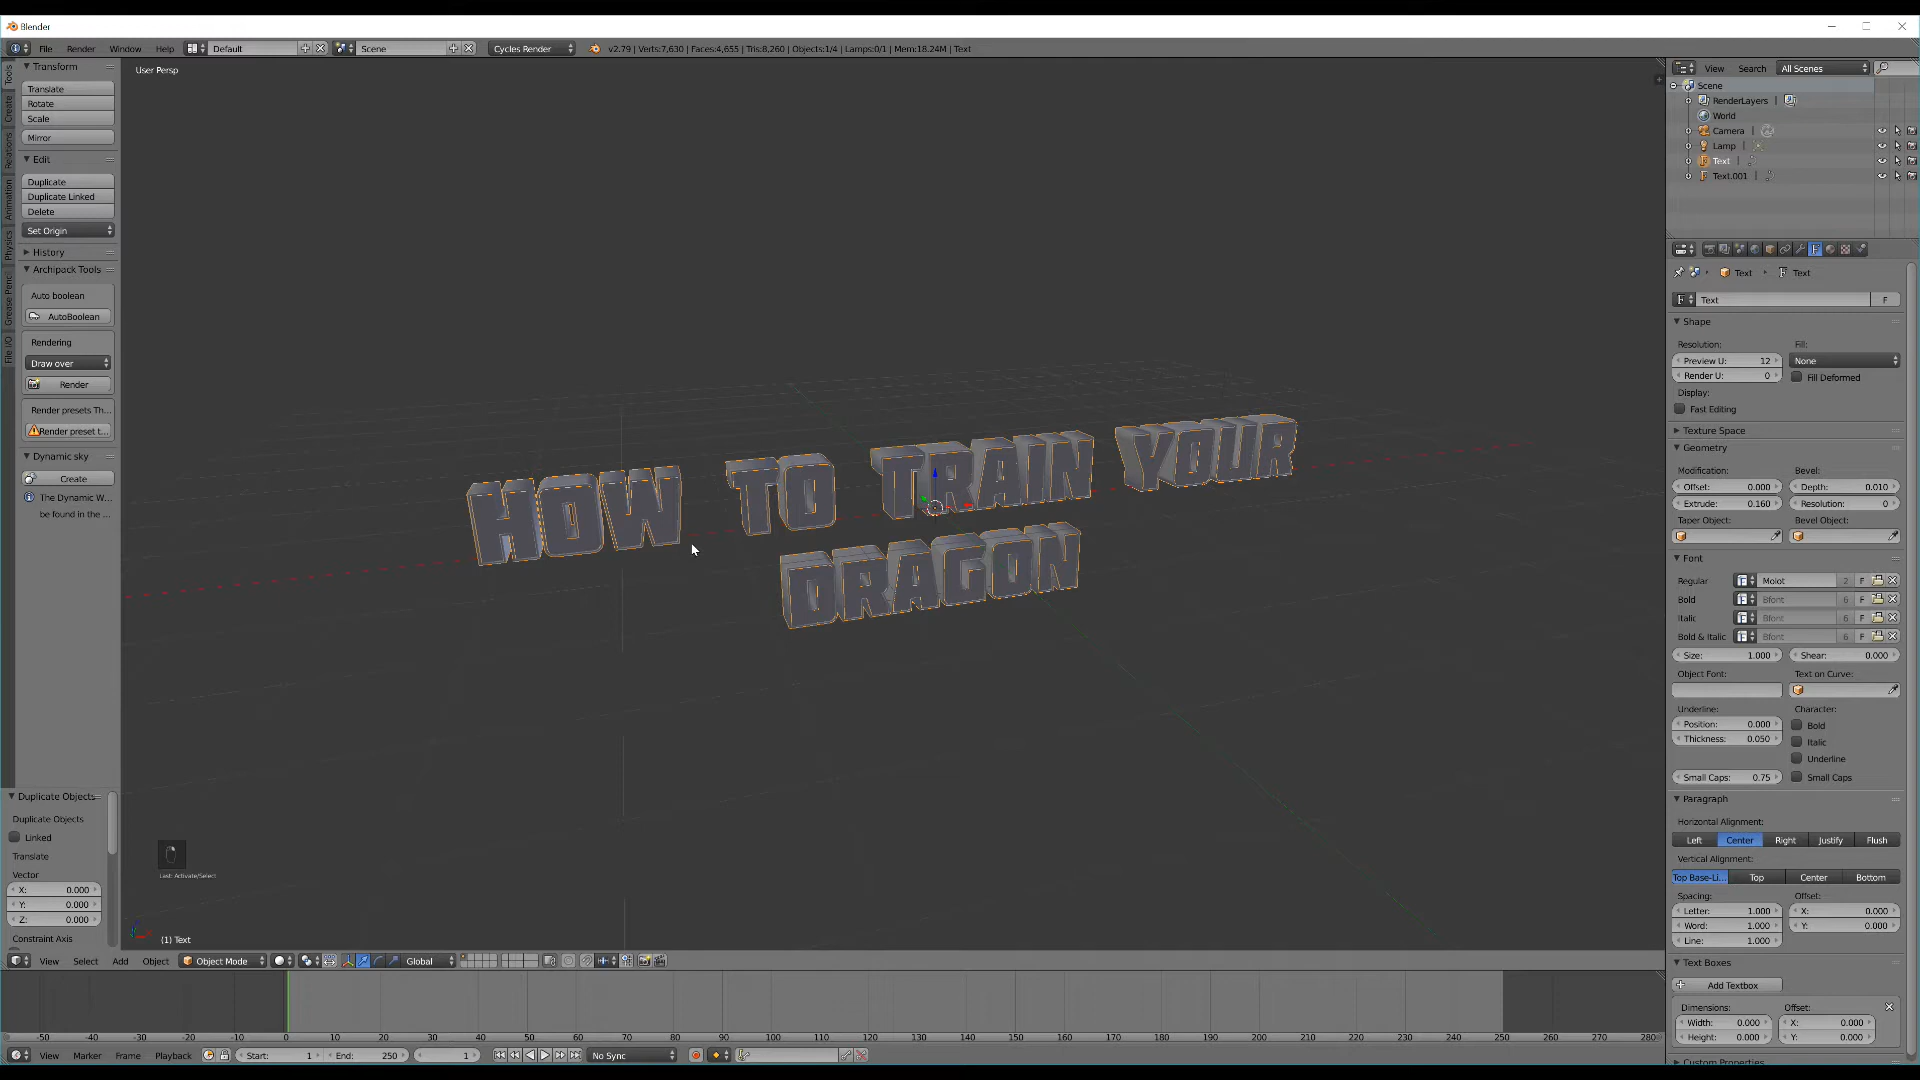 Blender
File Render Window Help Default Scene Cycles Render v2.79 | Verts:7,630 | Faces:4,655 | Tris:8,260 | Objects:1/4 | Lamps:0/1 | Mem:18.24M | Text
Tools
Create
Relations
Animation
Physics
Grease Pencil
File I/O
Transform
Translate
Rotate
Scale
Mirror
Edit
Duplicate
Duplicate Linked
Delete
Set Origin
History
Archipack Tools
Auto boolean
AutoBoolean
Rendering
Draw over
Render
Render presets Th...
Render preset t...
Dynamic sky
Create
The Dynamic W...
be found in the ...
Duplicate Objects
Duplicate Objects
Linked
Translate
Vector
X: 0.000
Y: 0.000
Z: 0.000
Constraint Axis
User Persp
HOW TO TRAIN YOUR
DRAGON
Last: Activate/Select
(1) Text
View Select Add Object Object Mode Global
-50 -40 -30 -20 -10 0 10 20 30 40 50 60 70 80 90 100 110 120 130 140 150 160 170 180 190 200 210 220 230 240 250 260 270 280
View Marker Frame Playback Start: 1 End: 250 1 No Sync
View Search All Scenes
Scene
RenderLayers |
World
Camera |
Lamp |
Text |
Text.001 |
Text Text
Text F
Shape
Resolution: Fill:
Preview U: 12 None
Render U: 0 Fill Deformed
Display:
Fast Editing
Texture Space
Geometry
Modification: Bevel:
Offset: 0.000 Depth: 0.010
Extrude: 0.160 Resolution: 0
Taper Object: Bevel Object:
Font
Regular Molot 2 F
Bold Bfont 6 F
Italic Bfont 6 F
Bold & Italic Bfont 6 F
Size: 1.000 Shear: 0.000
Object Font: Text on Curve:
Underline: Character:
Position: 0.000 Bold
Thickness: 0.050 Italic
Underline
Small Caps: 0.75 Small Caps
Paragraph
Horizontal Alignment:
Left Center Right Justify Flush
Vertical Alignment:
Top Base-Li... Top Center Bottom
Spacing: Offset:
Letter: 1.000 X: 0.000
Word: 1.000 Y: 0.000
Line: 1.000
Text Boxes
Add Textbox
Dimensions: Offset:
Width: 0.000 X: 0.000
Height: 0.000 Y: 0.000
Custom Properties